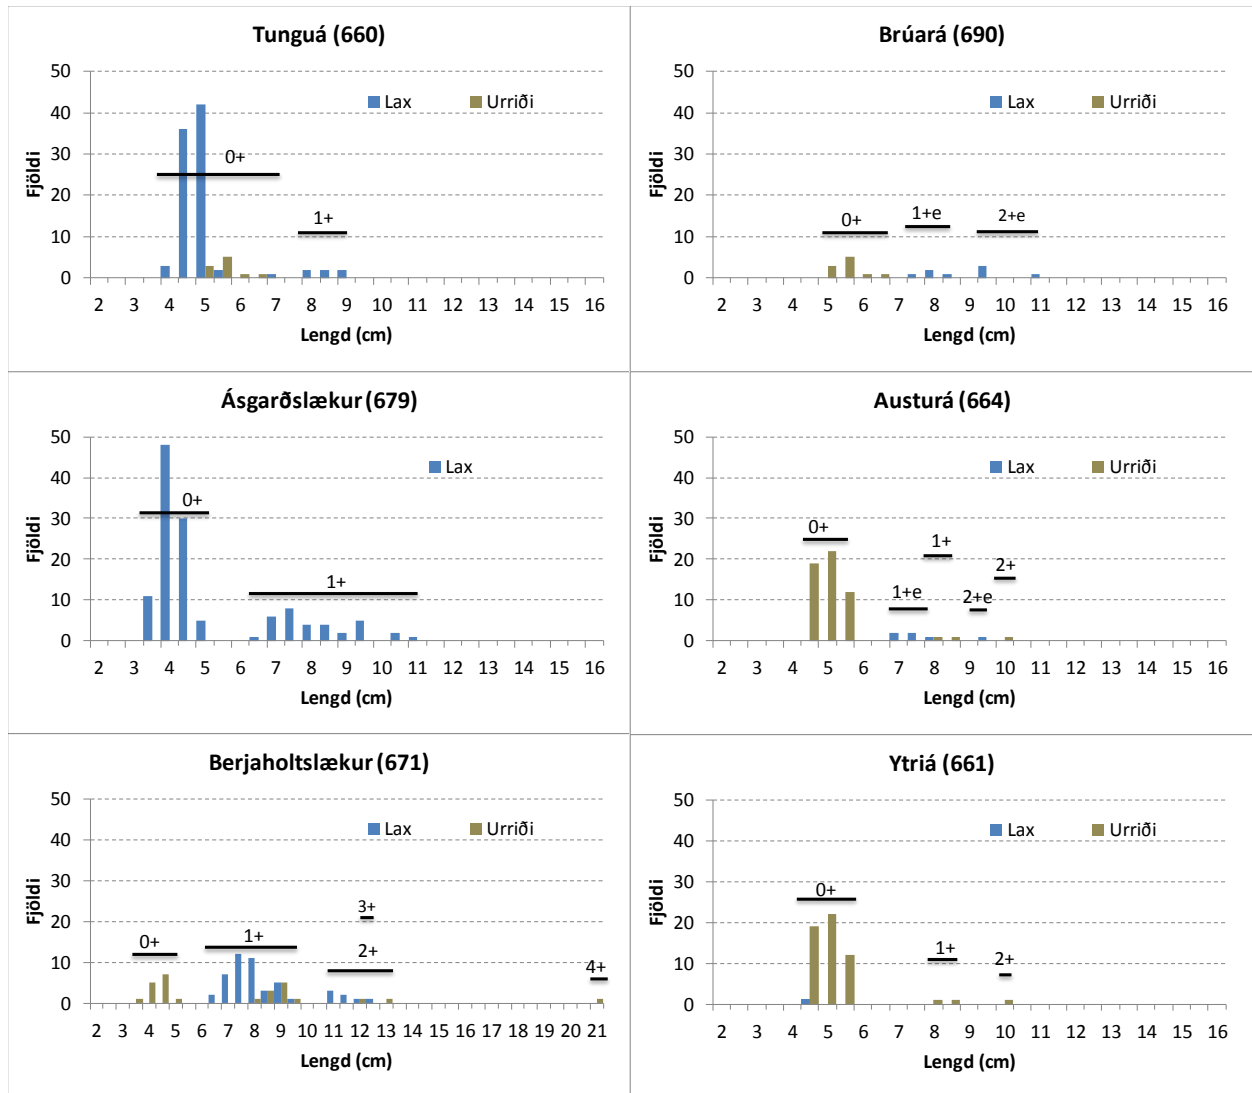 Tunguá (660)
50
40
30
20
10
0
Fjöldi
Lax
Urriði
0+
1+
2 3 4 5 6 7 8 9 10 11 12 13 14 15 16
Lengd (cm)
Brúará (690)
50
40
30
20
10
0
Fjöldi
Lax
Urriði
0+
1+e
2+e
2 3 4 5 6 7 8 9 10 11 12 13 14 15 16
Lengd (cm)
Ásgarðslækur (679)
50
40
30
20
10
0
Fjöldi
Lax
0+
1+
2 3 4 5 6 7 8 9 10 11 12 13 14 15 16
Lengd (cm)
Austurá (664)
50
40
30
20
10
0
Fjöldi
Lax
Urriði
0+
1+
2+
1+e
2+e
2 3 4 5 6 7 8 9 10 11 12 13 14 15 16
Lengd (cm)
Berjaholtslækur (671)
50
40
30
20
10
0
Fjöldi
Lax
Urriði
3+
0+
1+
2+
4+
2 3 4 5 6 7 8 9 10 11 12 13 14 15 16 17 18 19 20 21
Lengd (cm)
Ytriá (661)
50
40
30
20
10
0
Fjöldi
Lax
Urriði
0+
1+
2+
2 3 4 5 6 7 8 9 10 11 12 13 14 15 16
Lengd (cm)